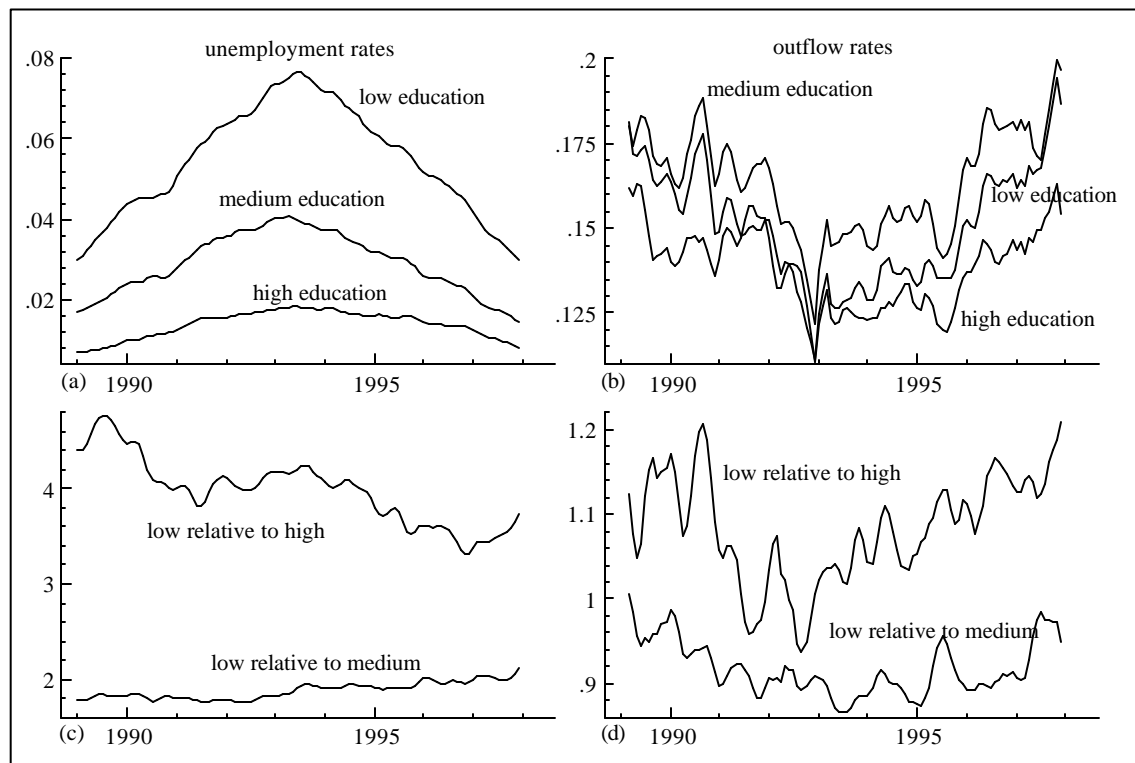 unemployment rates
.08
low education
.06
medium education
.04
high education
.02
(a)
1990
1995
outflow rates
.2
medium education
.175
low education
.15
high education
.125
(b)
1990
1995
4
low relative to high
3
low relative to medium
2
(c)
1990
1995
1.2
low relative to high
1.1
1
low relative to medium
.9
(d)
1990
1995